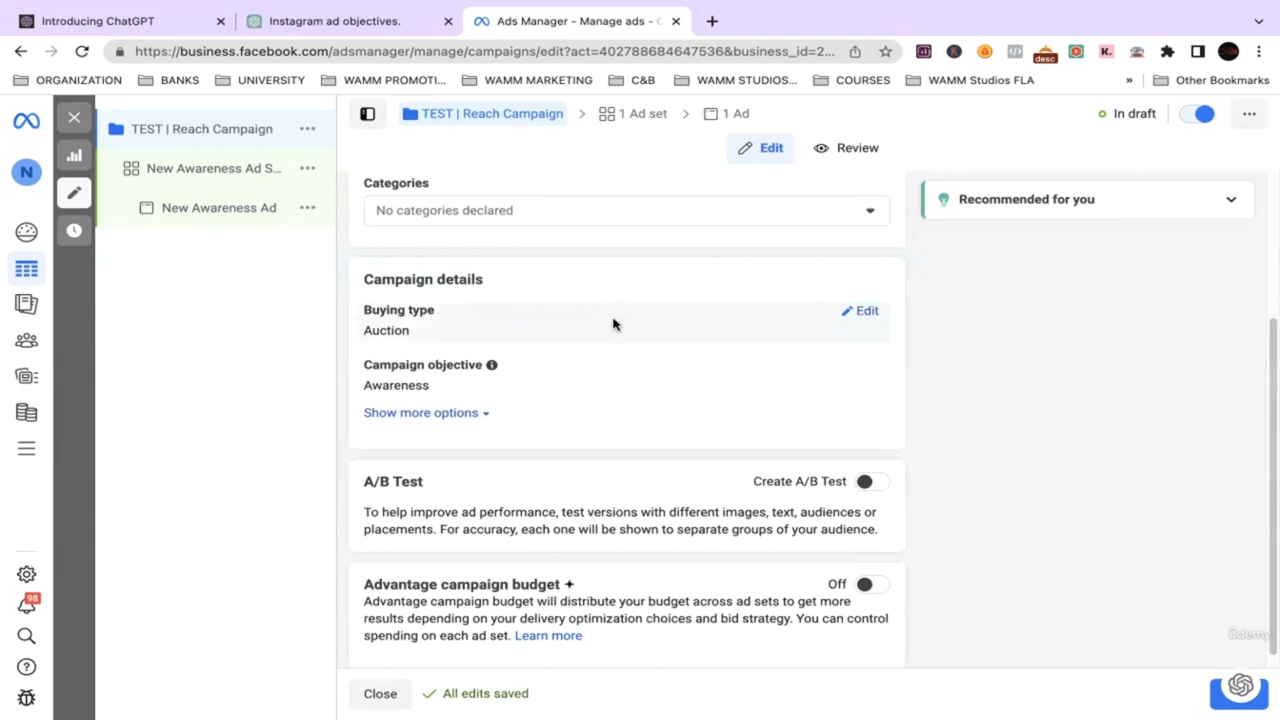 Introducing ChatGPT
Instagram ad objectives.
Ads Manager - Manage ads - C
https://business.facebook.com/adsmanager/manage/campaigns/edit?act=402788684647536&business_id=2...
K
K.
desc
ORGANIZATION
BANKS
UNIVERSITY
WAMM PROMOTI...
WAMM MARKETING
C&B
WAMM STUDIOS...
COURSES
WAMM Studios FLA
»
Other Bookmarks
N
98
TEST | Reach Campaign
New Awareness Ad S...
New Awareness Ad
TEST | Reach Campaign
1 Ad set
1 Ad
In draft
Edit
Review
Categories
No categories declared
Campaign details
Buying type
Edit
Auction
Campaign objective
Awareness
Show more options
A/B Test
Create A/B Test
To help improve ad performance, test versions with different images, text, audiences or
placements. For accuracy, each one will be shown to separate groups of your audience.
Advantage campaign budget
Off
Advantage campaign budget will distribute your budget across ad sets to get more
results depending on your delivery optimization choices and bid strategy. You can control
spending on each ad set. Learn more
Close
All edits saved
Recommended for you
Udemy